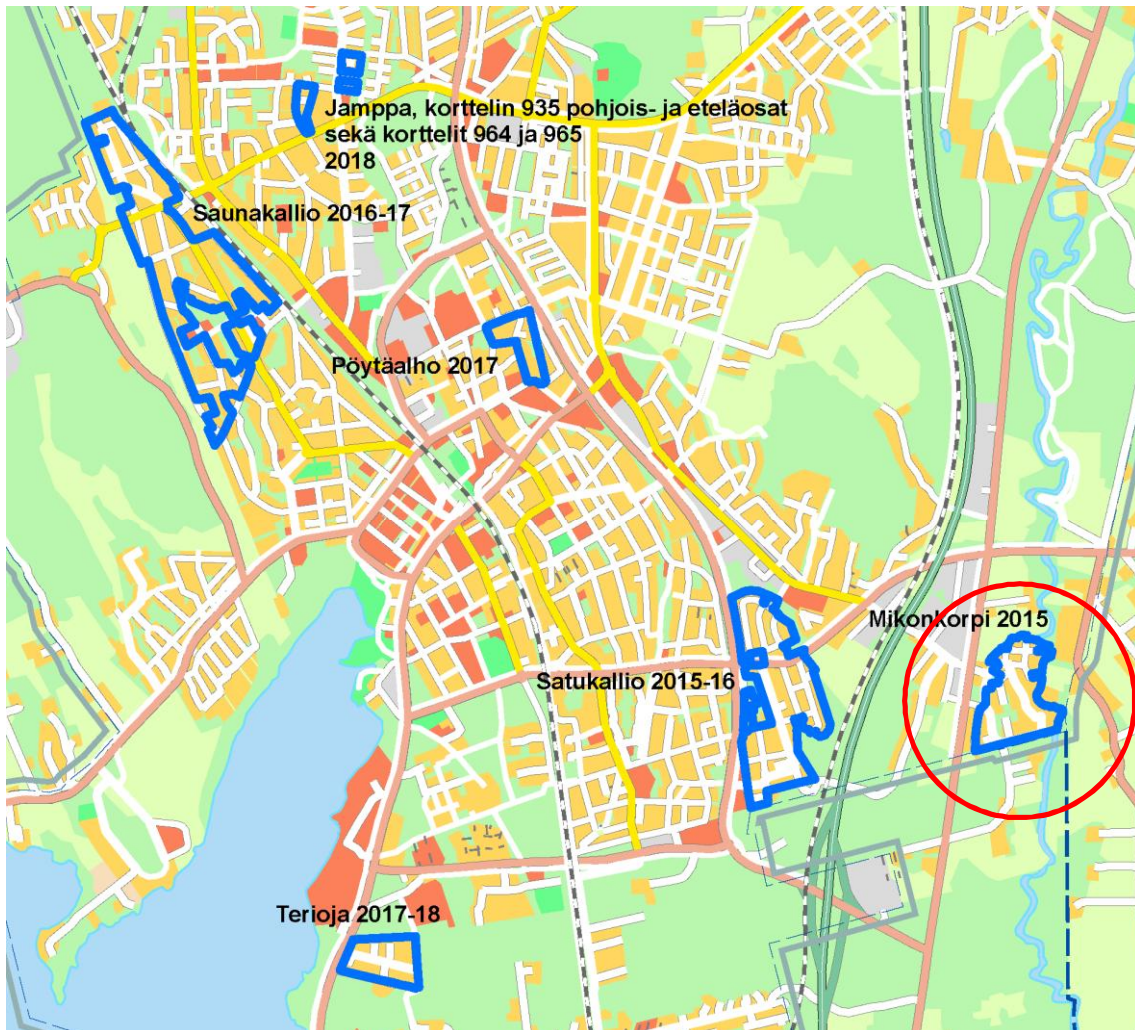 Jamppa, korttelin 935 pohjois- ja eteläosat
sekä korttelit 964 ja 965
2018
Saunakallio 2016-17
Pöytäalho 2017
Mikonkorpi 2015
Satukallio 2015-16
Terioja 2017-18